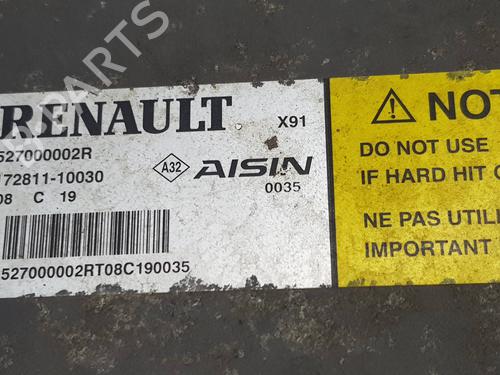 RENAULT
X91
527000002R
72811-10030
08 C 19
A32
AISIN
0035
527000002RT08C190035
NOT
DO NOT USE
IF HARD HIT
NE PAS UTILI
IMPORTANT
PARTS